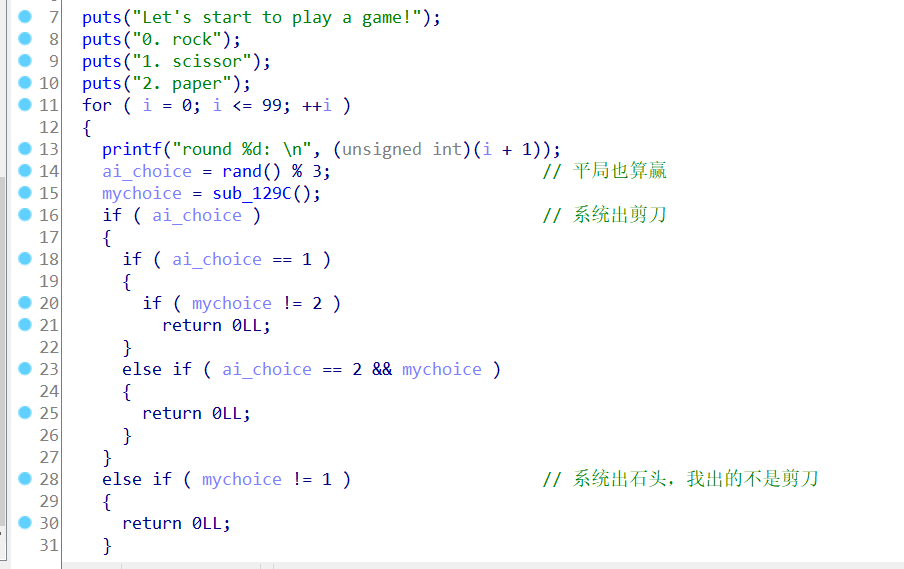 7 puts("Let's start to play a game!");
8 puts("0. rock");
9 puts("1. scissor");
10 puts("2. paper");
11 for ( i = 0; i <= 99; ++i )
12 {
13 printf("round %d: \n", (unsigned int)(i + 1));
14 ai_choice = rand() % 3; // 平局也算赢
15 mychoice = sub_129C();
16 if ( ai_choice ) // 系统出剪刀
17 {
18 if ( ai_choice == 1 )
19 {
20 if ( mychoice != 2 )
21 return 0LL;
22 }
23 else if ( ai_choice == 2 && mychoice )
24 {
25 return 0LL;
26 }
27 }
28 else if ( mychoice != 1 ) // 系统出石头，我出的不是剪刀
29 {
30 return 0LL;
31 }